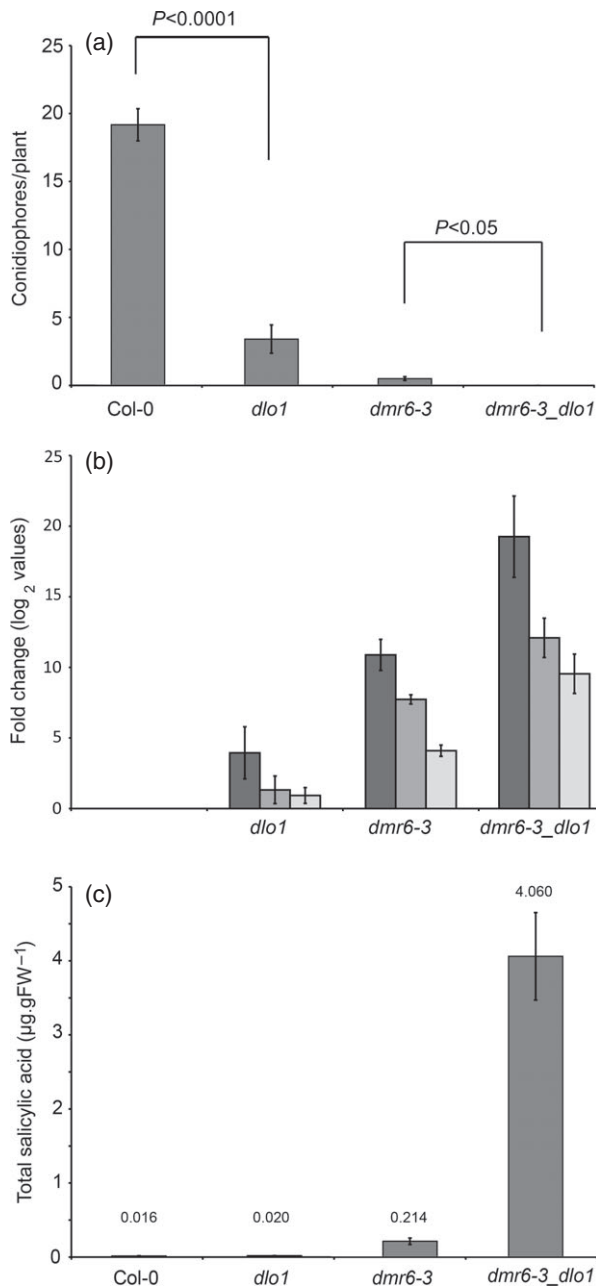 (a)
P<0.0001
P<0.05
Conidiophores/plant
25
20
15
10
5
0
Col-0 dlo1 dmr6-3 dmr6-3_dlo1
(b)
Fold change (log 2 values)
25
20
15
10
5
0
dlo1 dmr6-3 dmr6-3_dlo1
(c)
Total salicylic acid (µg.gFW−1)
5
4
3
2
1
0
0.016 0.020 0.214 4.060
Col-0 dlo1 dmr6-3 dmr6-3_dlo1